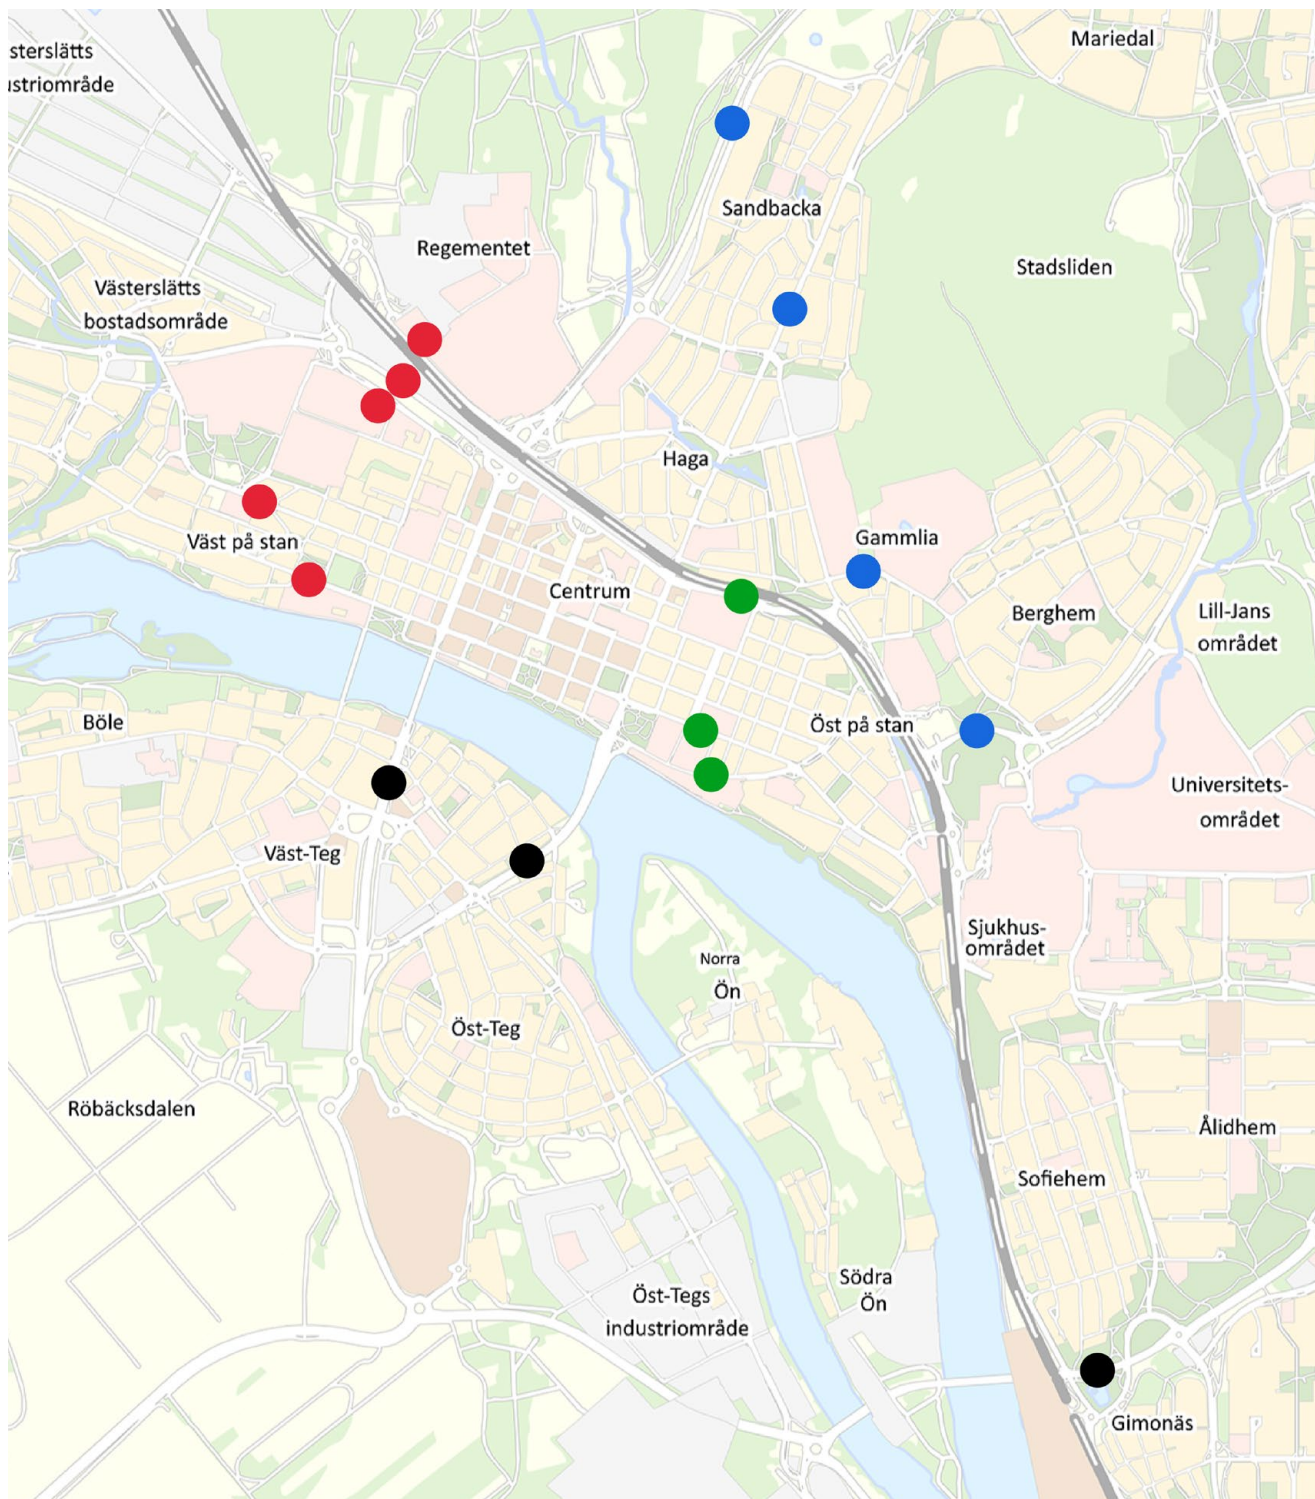 Mariedal
sterslätts
ustriområde
Sandbacka
Regementet
Stadsliden
Västerslätts
bostadsområde
Haga
Gammlia
Väst på stan
Centrum
Berghem
Lill-Jans
området
Böle
Öst på stan
Universitets-
området
Väst-Teg
Sjukhus-
området
Norra
Ön
Öst-Teg
Röbäcksdalen
Ålidhem
Sofiehem
Södra
Ön
Öst-Tegs
industriområde
Gimonäs